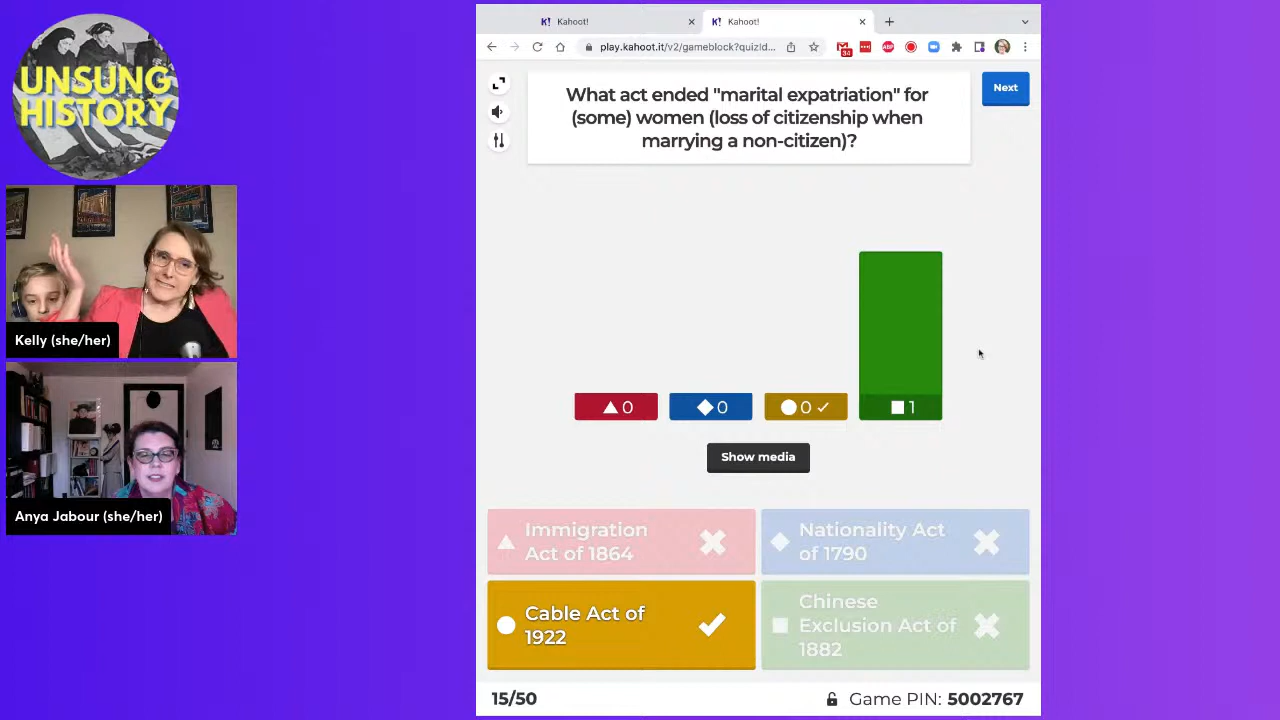 UNSUNG
HISTORY
Kelly (she/her)
Anya Jabour (she/her)
K! Kahoot!
K! Kahoot!
play.kahoot.it/v2/gameblock?quizId...
34
ABP
What act ended "marital expatriation" for
(some) women (loss of citizenship when
marrying a non-citizen)?
Next
0
0
0
1
Show media
Immigration
Act of 1864
Nationality Act
of 1790
Cable Act of
1922
Chinese
Exclusion Act of
1882
15/50
Game PIN: 5002767